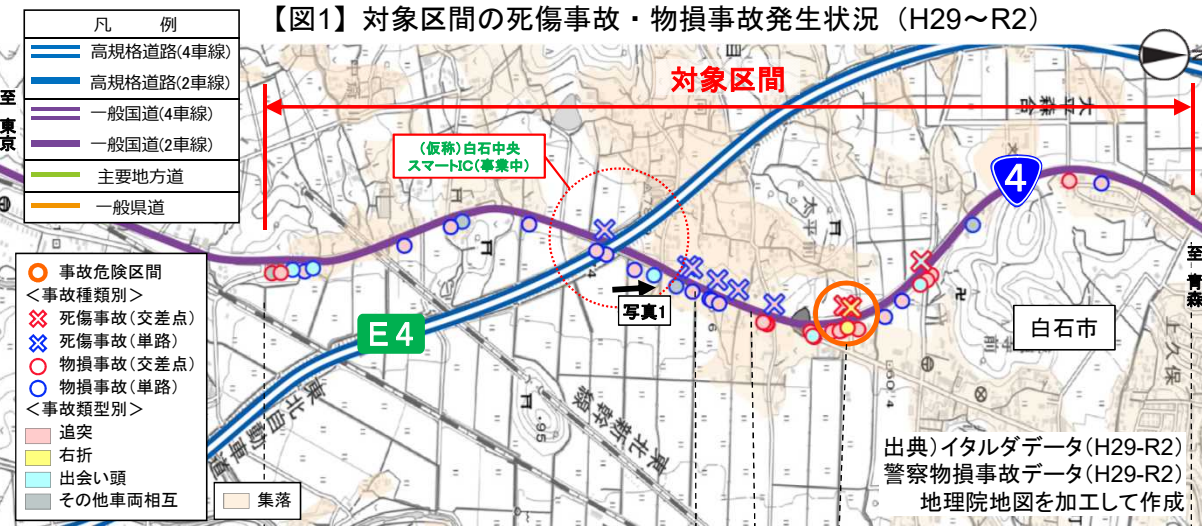 【図1】対象区間の死傷事故・物損事故発生状況（H29～R2）
凡　例
高規格道路(4車線)
高規格道路(2車線)
一般国道(4車線)
一般国道(2車線)
主要地方道
一般県道
至 東京
対象区間
(仮称)白石中央
スマートIC(事業中)
大平森合
4
至 青森
事故危険区間
＜事故種類別＞
死傷事故(交差点)
死傷事故(単路)
物損事故(交差点)
物損事故(単路)
＜事故類型別＞
追突
右折
出会い頭
その他車両相互
集落
写真1
E4
大平
白石市
上久保
東北自動車道
東北新幹線
95
出典)イタルダデータ(H29-R2)
警察物損事故データ(H29-R2)
地理院地図を加工して作成